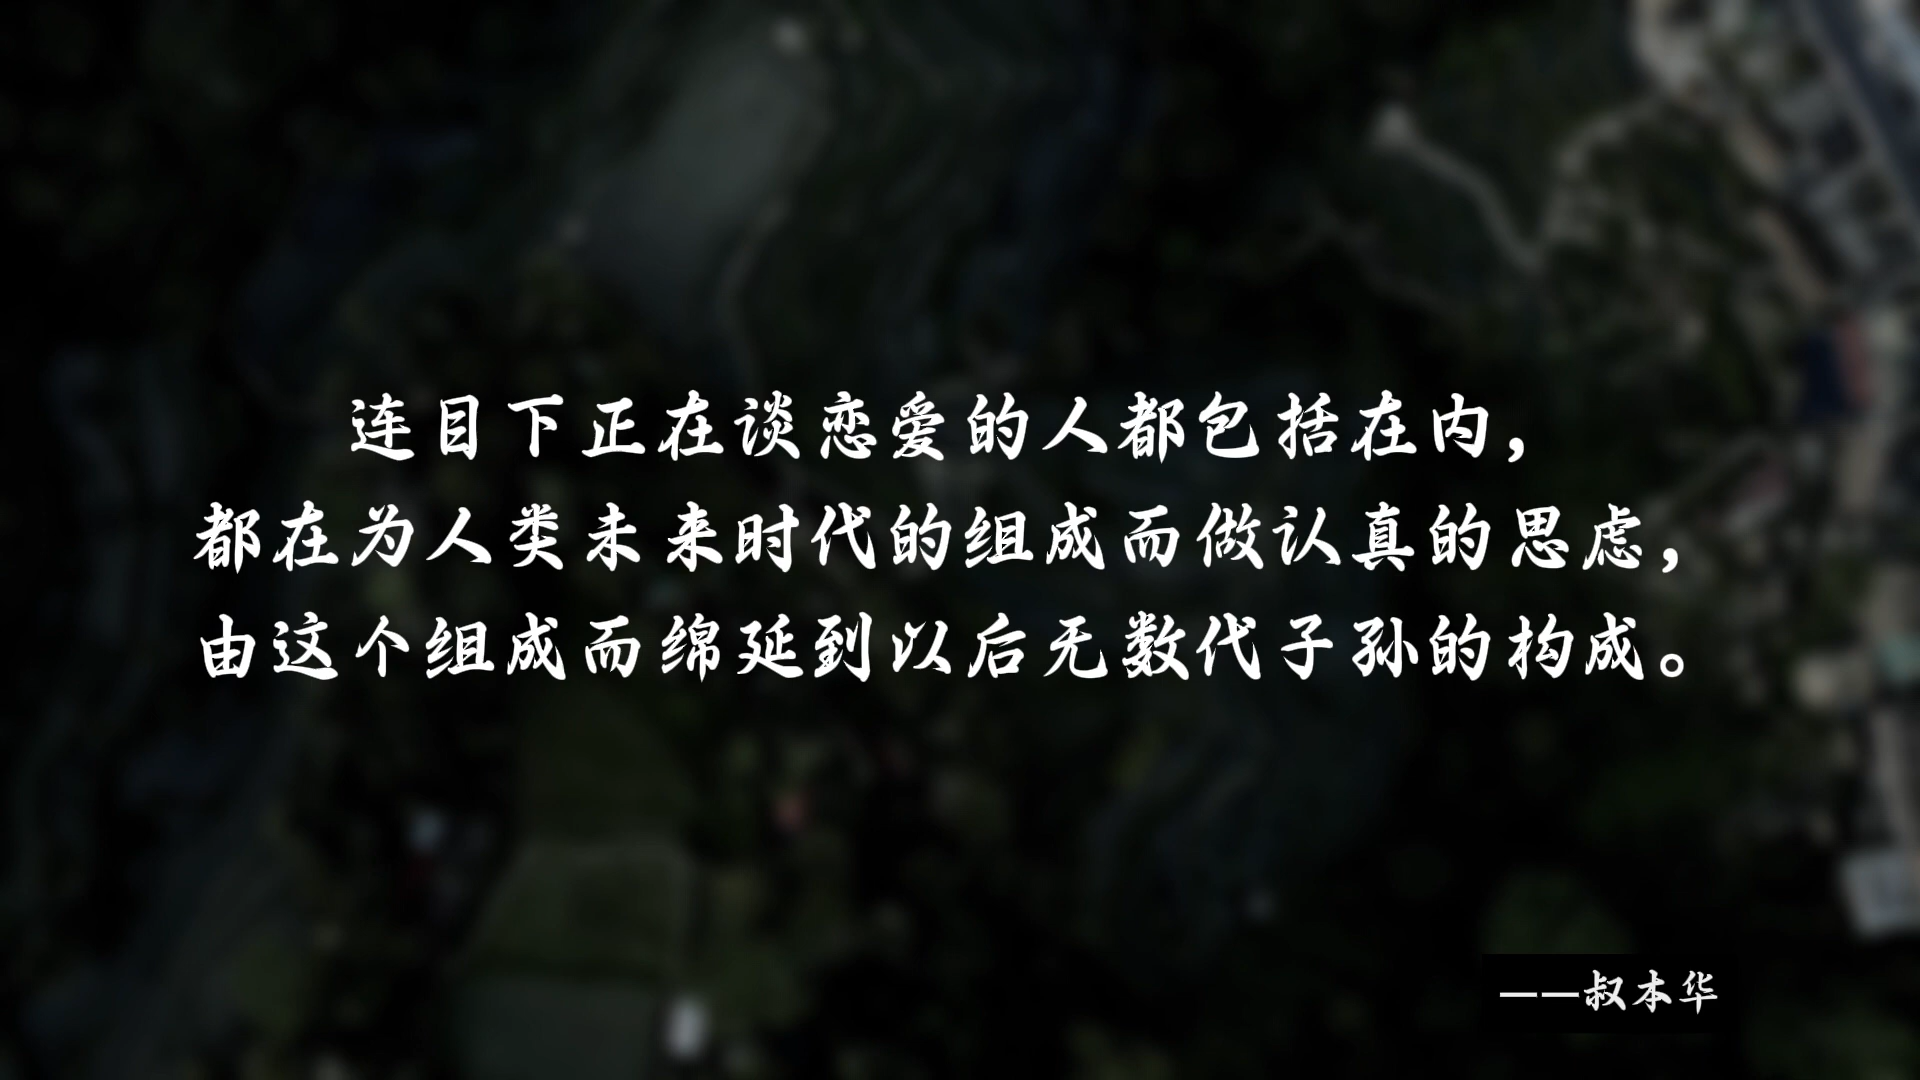 连目下正在谈恋爱的人都包括在内，
都在为人类未来时代的组成而做认真的思虑，
由这个组成而绵延到以后无数代子孙的构成。
——叔本华